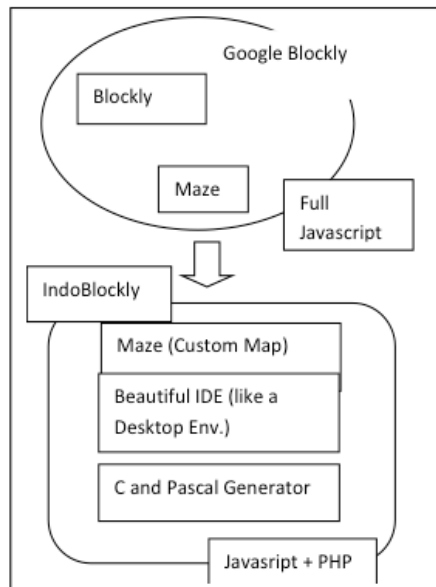 Google Blockly
Blockly
Maze
Full
Javascript
IndoBlockly
Maze (Custom Map)
Beautiful IDE (like a
Desktop Env.)
C and Pascal Generator
Javasript + PHP